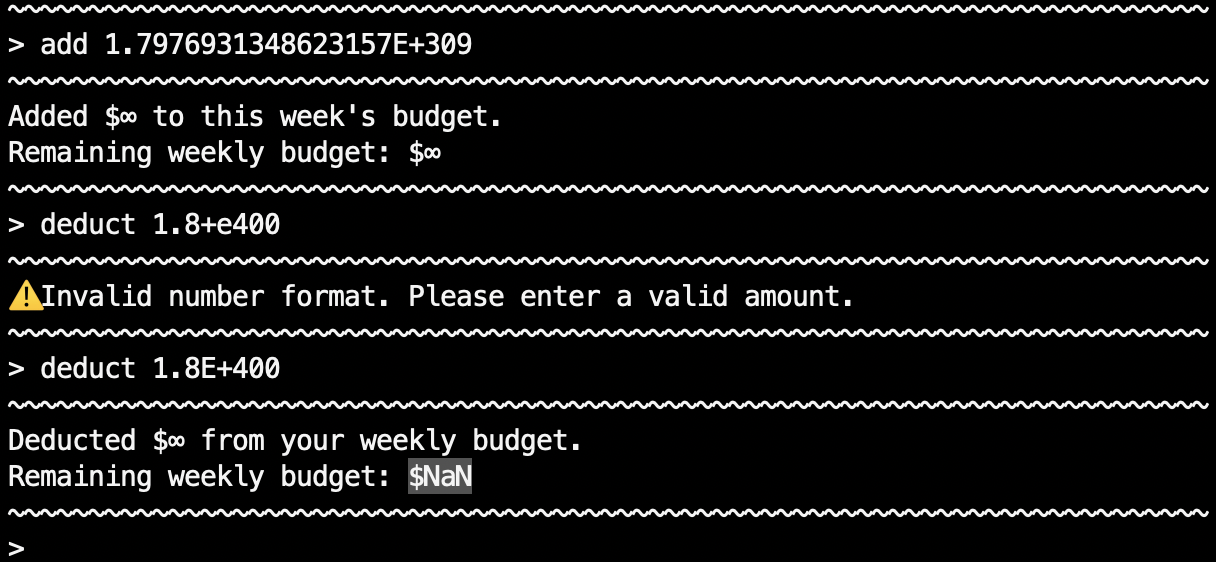 > add 1.7976931348623157E+309
Added $∞ to this week's budget.
Remaining weekly budget: $∞
> deduct 1.8+e400
⚠️Invalid number format. Please enter a valid amount.
> deduct 1.8E+400
Deducted $∞ from your weekly budget.
Remaining weekly budget: $NaN
>